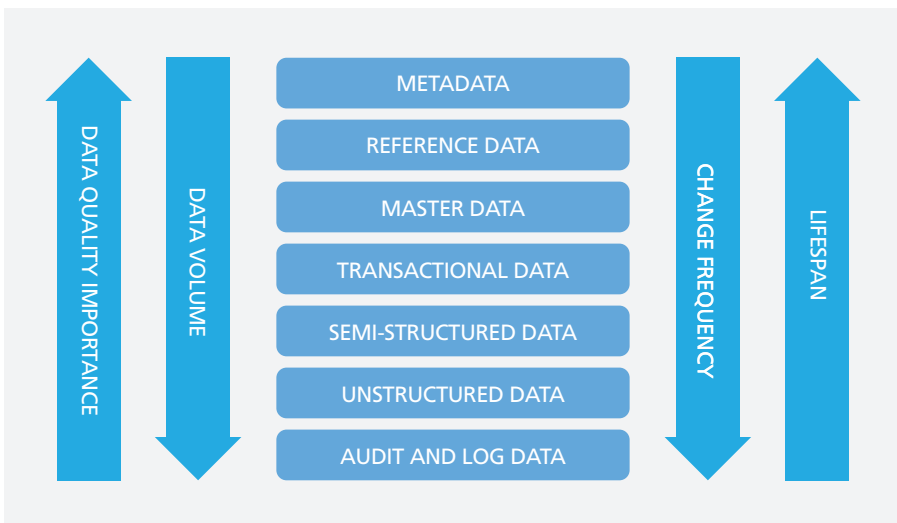 DATA QUALITY IMPORTANCE
DATA VOLUME
METADATA
REFERENCE DATA
MASTER DATA
TRANSACTIONAL DATA
SEMI-STRUCTURED DATA
UNSTRUCTURED DATA
AUDIT AND LOG DATA
CHANGE FREQUENCY
LIFESPAN